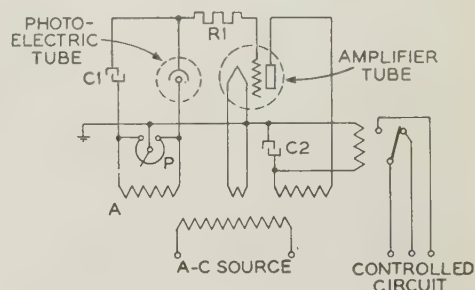 PHOTO-
ELECTRIC
TUBE
R1
C1
AMPLIFIER
TUBE
P
C2
A
A-C SOURCE
CONTROLLED
CIRCUIT